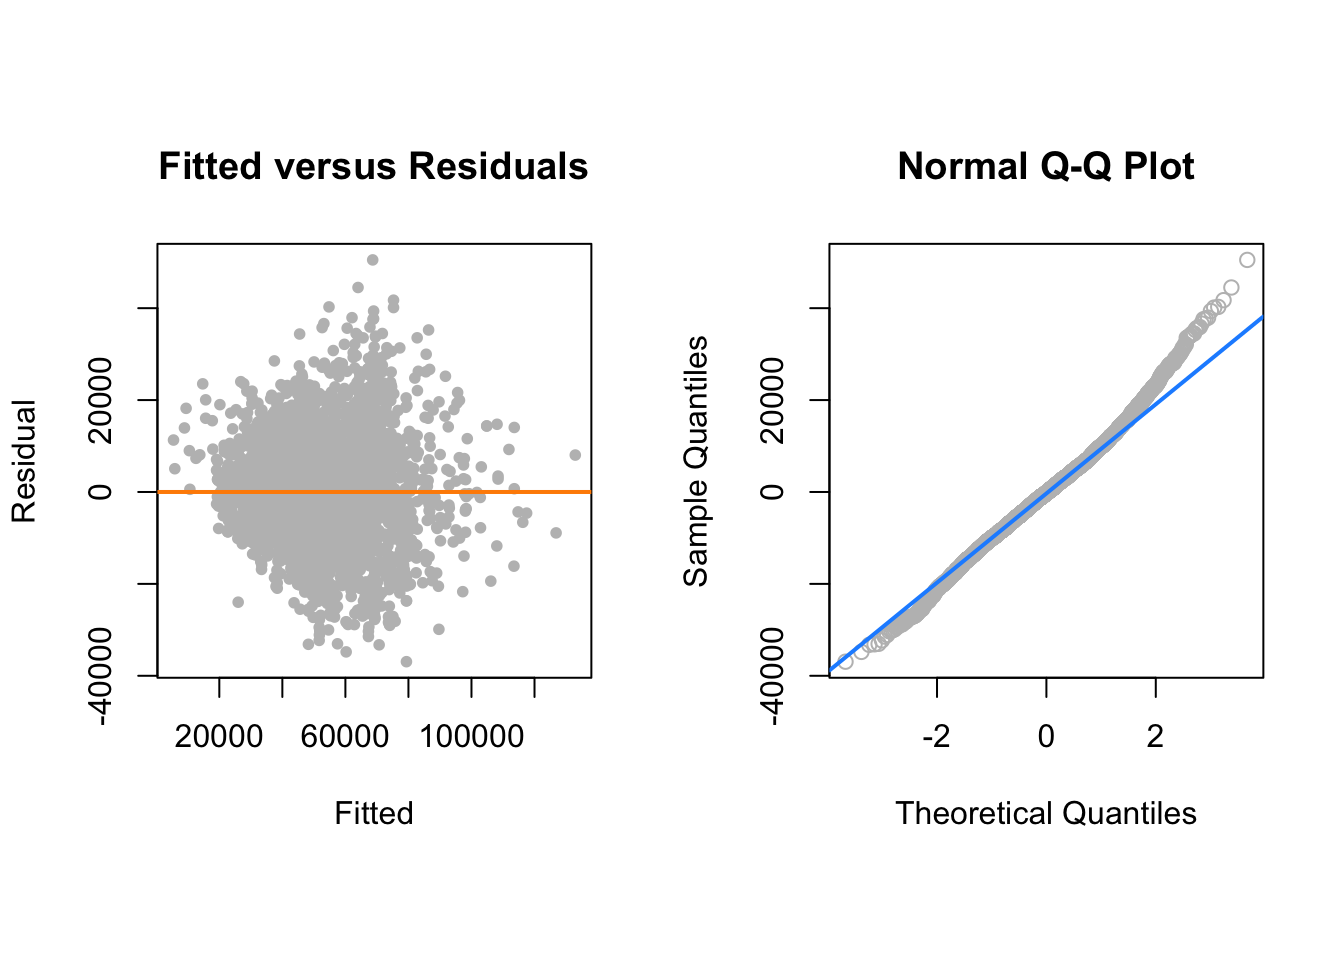 Fitted versus Residuals
Residual
-40000
0
20000
20000
60000
100000
Fitted
Normal Q-Q Plot
Sample Quantiles
-40000
0
20000
-2
0
2
Theoretical Quantiles